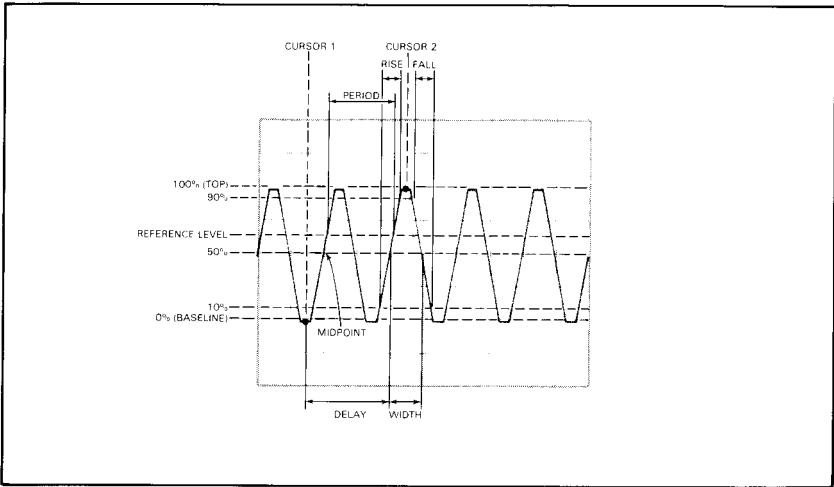 CURSOR 1 CURSOR 2
RISE FALL
PERIOD
100% (TOP)
90%
REFERENCE LEVEL
50%
10%
0% (BASELINE)
MIDPOINT
DELAY WIDTH